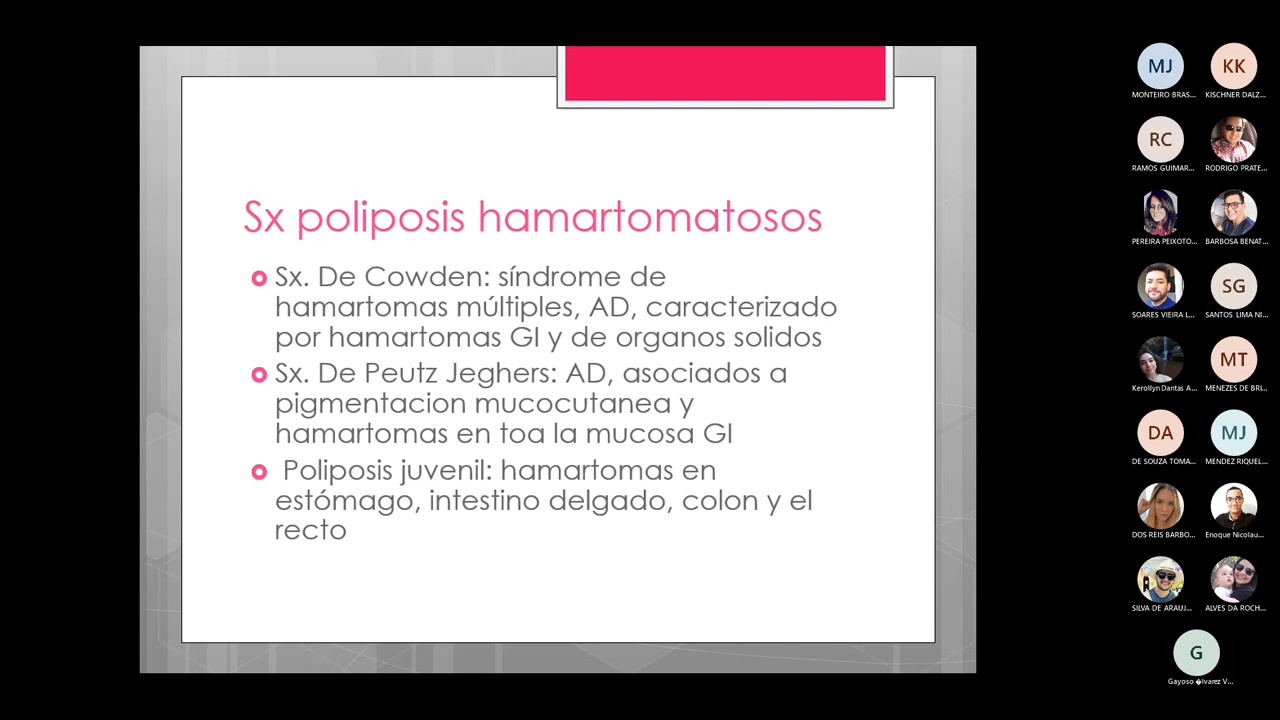 Sx poliposis hamartomatosos
Sx. De Cowden: síndrome de
hamartomas múltiples, AD, caracterizado
por hamartomas GI y de organos solidos
Sx. De Peutz Jeghers: AD, asociados a
pigmentacion mucocutanea y
hamartomas en toa la mucosa GI
Poliposis juvenil: hamartomas en
estómago, intestino delgado, colon y el
recto
MJ
MONTEIRO BRAS...
KK
KISCHNER DALZ...
RC
RAMOS GUIMAR...
RODRIGO PRATE...
PEREIRA PEIXOTO...
BARBOSA BENAT...
SOARES VIEIRA L...
SG
SANTOS LIMA NI...
Kerollyn Dantas A...
MT
MENEZES DE BRI...
DA
DE SOUZA TOMA...
MJ
MENDEZ RIQUEL...
DOS REIS BARBO...
Enoque Nicolau...
SILVA DE ARAUJ...
ALVES DA ROCH...
G
Gayoso �lvarez V...